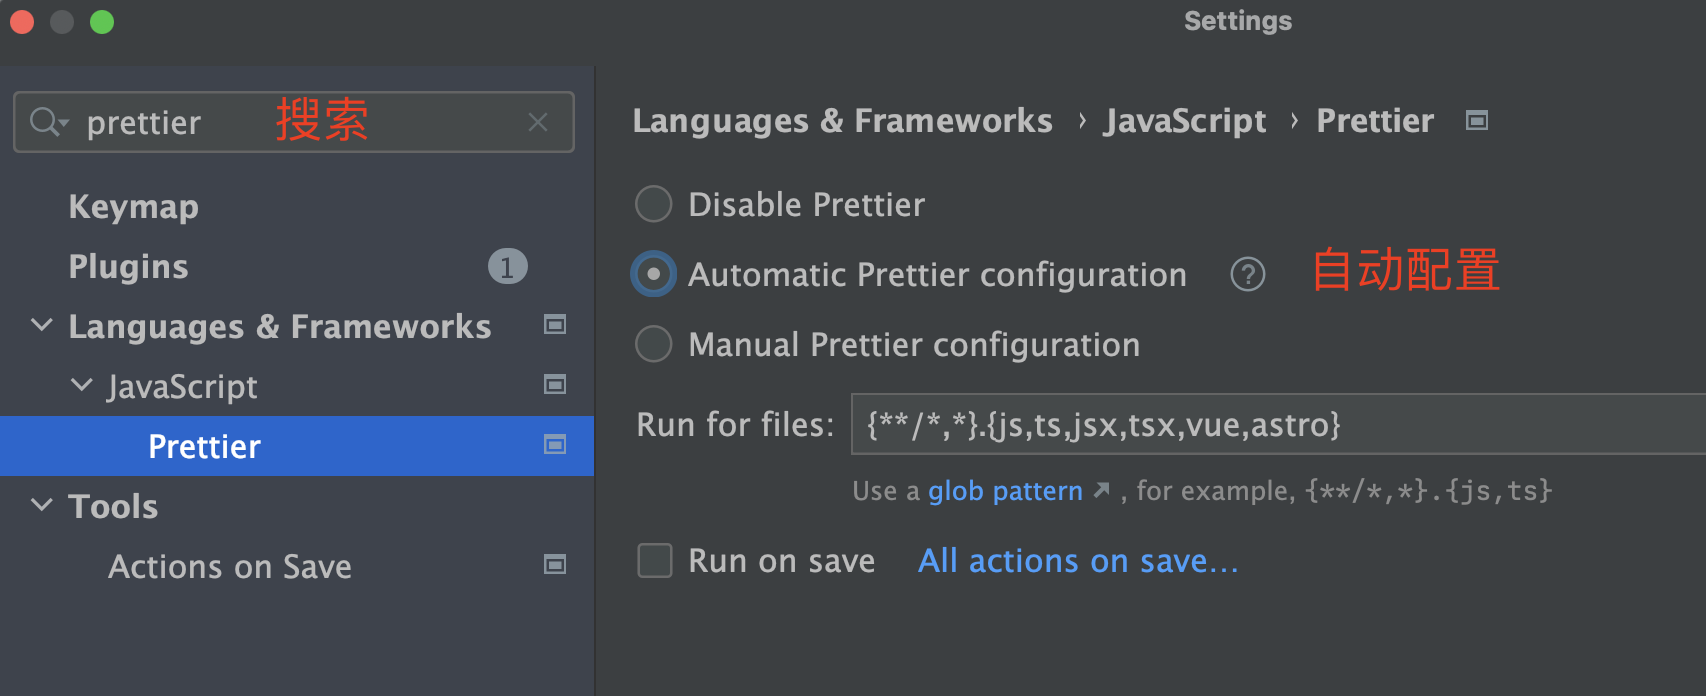 Settings
prettier 搜索
Keymap
Plugins 1
Languages & Frameworks
JavaScript
Prettier
Tools
Actions on Save
Languages & Frameworks › JavaScript › Prettier
Disable Prettier
Automatic Prettier configuration ? 自动配置
Manual Prettier configuration
Run for files: {**/*,*}.{js,ts,jsx,tsx,vue,astro}
Use a glob pattern ↗ , for example, {**/*,*}.{js,ts}
Run on save All actions on save...